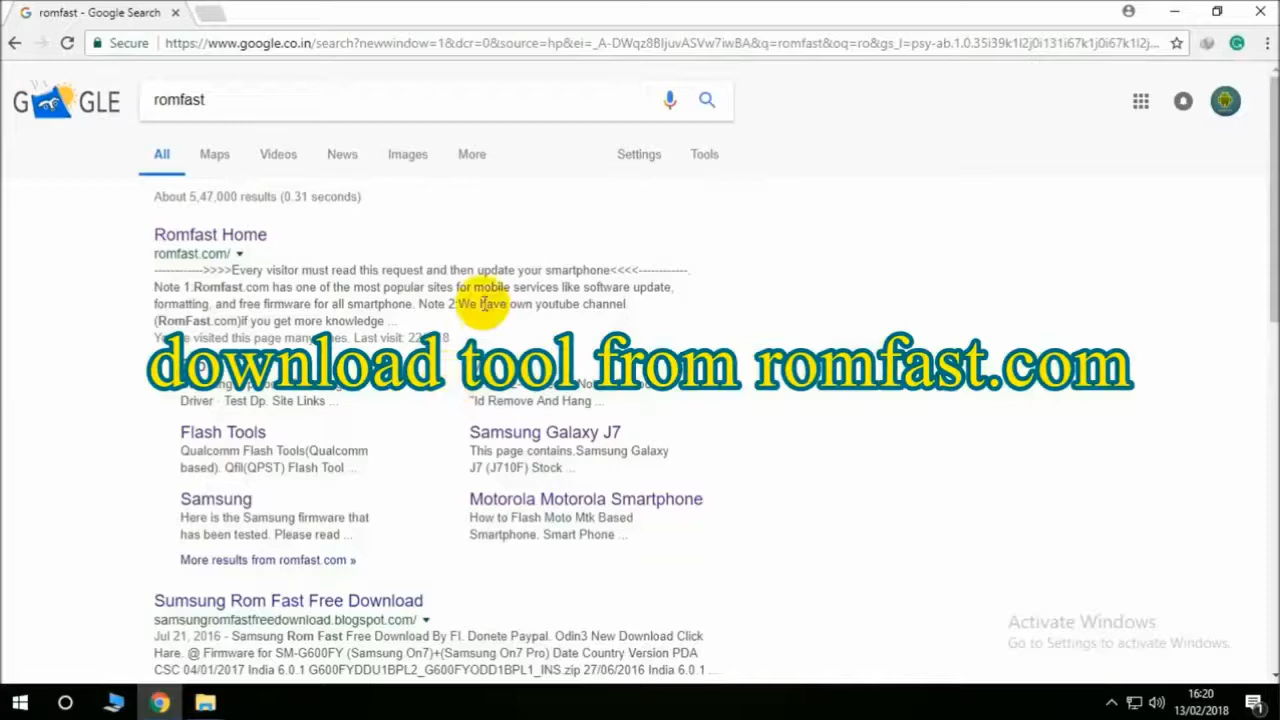 romfast - Google Search
Secure https://www.google.co.in/search?newwindow=1&dcr=0&source=hp&ei=_A-DWqz8BIjuvASVw7iwBA&q=romfast&oq=ro&gs_l=psy-ab.1.0.35i39k1l2j0i131i67k1j0i67k1l2j...
GOOGLE
romfast
All Maps Videos News Images More Settings Tools
About 5,47,000 results (0.31 seconds)
Romfast Home
romfast.com/
------------>>>>Every visitor must read this request and then update your smartphone<<<<------------.
Note 1:Romfast.com has one of the most popular sites for mobile services like software update,
formatting, and free firmware for all smartphone. Note 2:We have own youtube channel
(RomFast.com)if you get more knowledge ...
visited this page many Last visit:
download tool from romfast.com
Driver · Test Dp. Site Links ...
"Id Remove And Hang ...
Flash Tools
Qualcomm Flash Tools(Qualcomm
based). Qfil(QPST) Flash Tool ...
Samsung Galaxy J7
This page contains.Samsung Galaxy
J7 (J710F) Stock ...
Samsung
Here is the Samsung firmware that
has been tested. Please read ...
Motorola Motorola Smartphone
How to Flash Moto Mtk Based
Smartphone. Smart Phone ...
More results from romfast.com »
Sumsung Rom Fast Free Download
samsungromfastfreedownload.blogspot.com/
Jul 21, 2016 - Samsung Rom Fast Free Download By FI. Donete Paypal. Odin3 New Download Click
Hare. @ Firmware for SM-G600FY (Samsung On7)+(Samsung On7 Pro) Date Country Version PDA
CSC 04/01/2017 India 6.0.1 G600FYDDU1BPL2_G600FYODD1BPL1_INS.zip 27/06/2016 India 6.0.1 ...
Activate Windows
Go to Settings to activate Windows.
16:20
13/02/2018
1